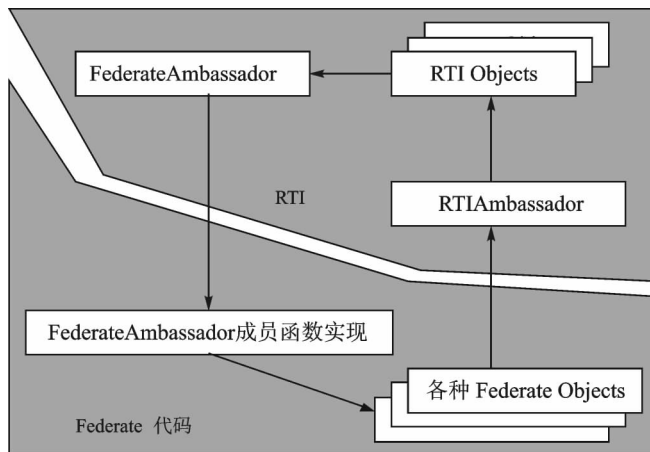 FederateAmbassador
RTI Objects
RTI
RTIAmbassador
FederateAmbassador成员函数实现
各种 Federate Objects
Federate 代码